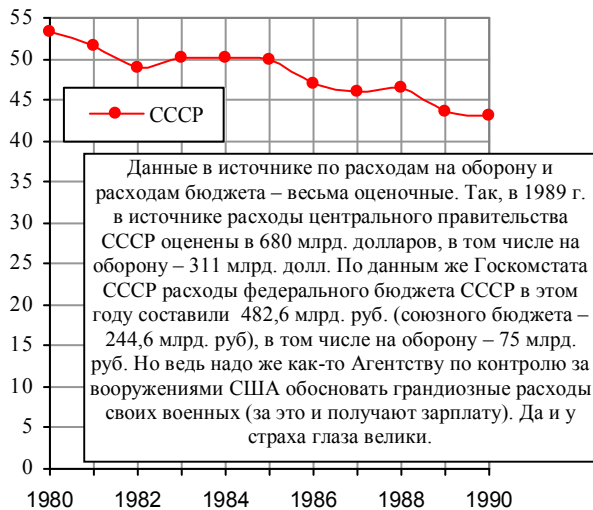 55
50
45
40
35
30
25
20
15
10
5
0
СССР
Данные в источнике по расходам на оборону и
расходам бюджета – весьма оценочные. Так, в 1989 г.
в источнике расходы центрального правительства
СССР оценены в 680 млрд. долларов, в том числе на
оборону – 311 млрд. долл. По данным же Госкомстата
СССР расходы федерального бюджета СССР в этом
году составили 482,6 млрд. руб. (союзного бюджета –
244,6 млрд. руб), в том числе на оборону – 75 млрд.
руб. Но ведь надо же как-то Агентству по контролю за
вооружениями США обосновать грандиозные расходы
своих военных (за это и получают зарплату). Да и у
страха глаза велики.
1980 1982 1984 1986 1988 1990